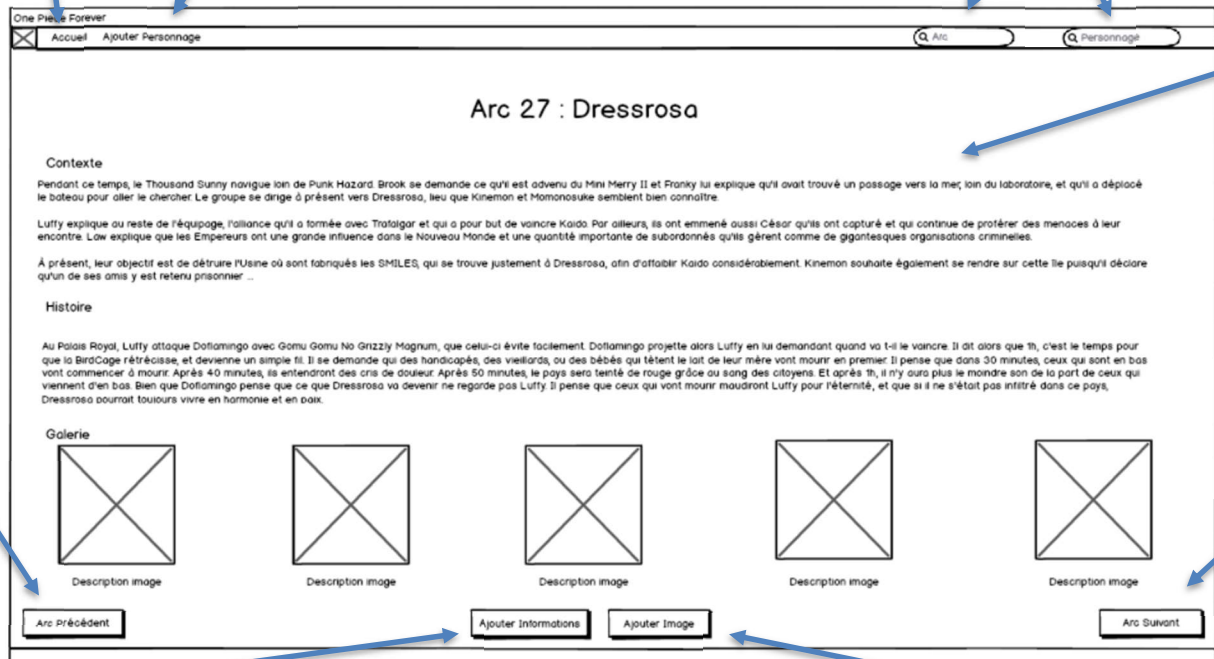 One Piece Forever
Accueil Ajouter Personnage Arc Personnage
Arc 27 : Dressrosa
Contexte
Pendant ce temps, le Thousand Sunny navigue loin de Punk Hazard. Brook se demande ce qu'il est advenu du Mini Merry II et Franky lui explique qu'il avait trouvé un passage vers la mer, loin du laboratoire, et qu'il a déplacé
le bateau pour aller le chercher. Le groupe se dirige à présent vers Dressrosa, lieu que Kinemon et Momonosuke semblent bien connaître.
Luffy explique au reste de l'équipage, l'alliance qu'il a formée avec Trafalgar et qui a pour but de vaincre Kaido. Par ailleurs, ils ont emmené aussi César qu'ils ont capturé et qui continue de proférer des menaces à leur
encontre. Law explique que les Empereurs ont une grande influence dans le Nouveau Monde et une quantité importante de subordonnés qu'ils gèrent comme de gigantesques organisations criminelles.
À présent, leur objectif est de détruire l'Usine où sont fabriqués les SMILES, qui se trouve justement à Dressrosa, afin d'affaiblir Kaido considérablement. Kinemon souhaite également se rendre sur cette île puisqu'il déclare
qu'un de ses amis y est retenu prisonnier ...
Histoire
Au Palais Royal, Luffy attaque Doflamingo avec Gomu Gomu No Grizzly Magnum, que celui-ci évite facilement. Doflamingo projette alors Luffy en lui demandant quand va t-il le vaincre. Il dit alors que 1h, c'est le temps pour
que la BirdCage rétrécisse, et devienne un simple fil. Il se demande qui des handicapés, des vieillards, ou des bébés qui tètent le lait de leur mère vont mourir en premier. Il pense que dans 30 minutes, ceux qui sont en bas
vont commencer à mourir. Après 40 minutes, ils entendront des cris de douleur. Après 50 minutes, le pays sera teinté de rouge grâce au sang des citoyens. Et après 1h, il n'y aura plus le moindre son de la part de ceux qui
viennent d'en bas. Bien que Doflamingo pense que ce que Dressrosa va devenir ne regarde pas Luffy. Il pense que ceux qui vont mourir maudiront Luffy pour l'éternité, et que si il ne s'était pas infiltré dans ce pays,
Dressrosa pourrait toujours vivre en harmonie et en paix.
Galerie
Description image Description image Description image Description image Description image
Arc Précédent Ajouter Informations Ajouter Image Arc Suivant